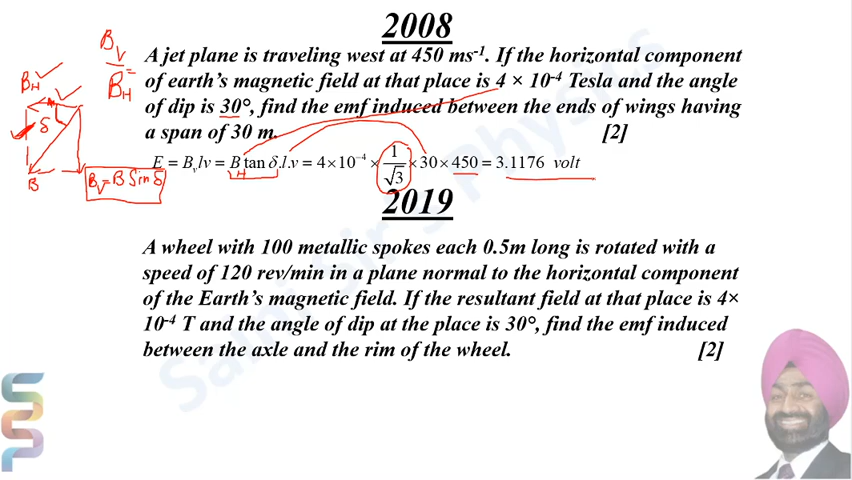 2008
A jet plane is traveling west at 450 ms⁻¹. If the horizontal component
of earth's magnetic field at that place is 4 × 10⁻⁴ Tesla and the angle
of dip is 30°, find the emf induced between the ends of wings having
a span of 30 m. [2]
E = Bᵥlv = B tan δ.l.v = 4×10⁻⁴ × 1/√3 × 30 × 450 = 3.1176 volt
H
Bv/BH =
BH
δ
B
Bv = B Sin δ
2019
A wheel with 100 metallic spokes each 0.5m long is rotated with a
speed of 120 rev/min in a plane normal to the horizontal component
of the Earth's magnetic field. If the resultant field at that place is 4×
10⁻⁴ T and the angle of dip at the place is 30°, find the emf induced
between the axle and the rim of the wheel. [2]
SSP